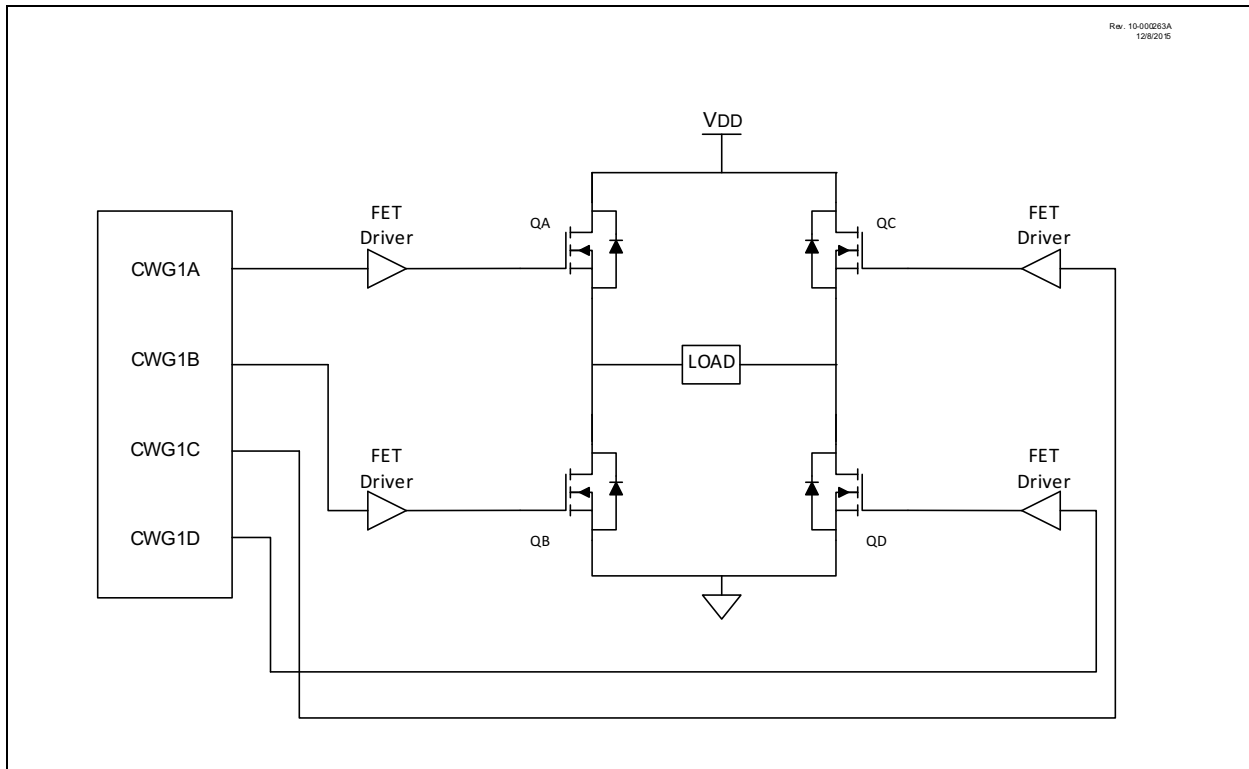 Rev. 10-000263A
12/8/2015
VDD
FET
Driver
QA
QC
FET
Driver
CWG1A
CWG1B
LOAD
CWG1C
FET
Driver
FET
Driver
CWG1D
QB
QD